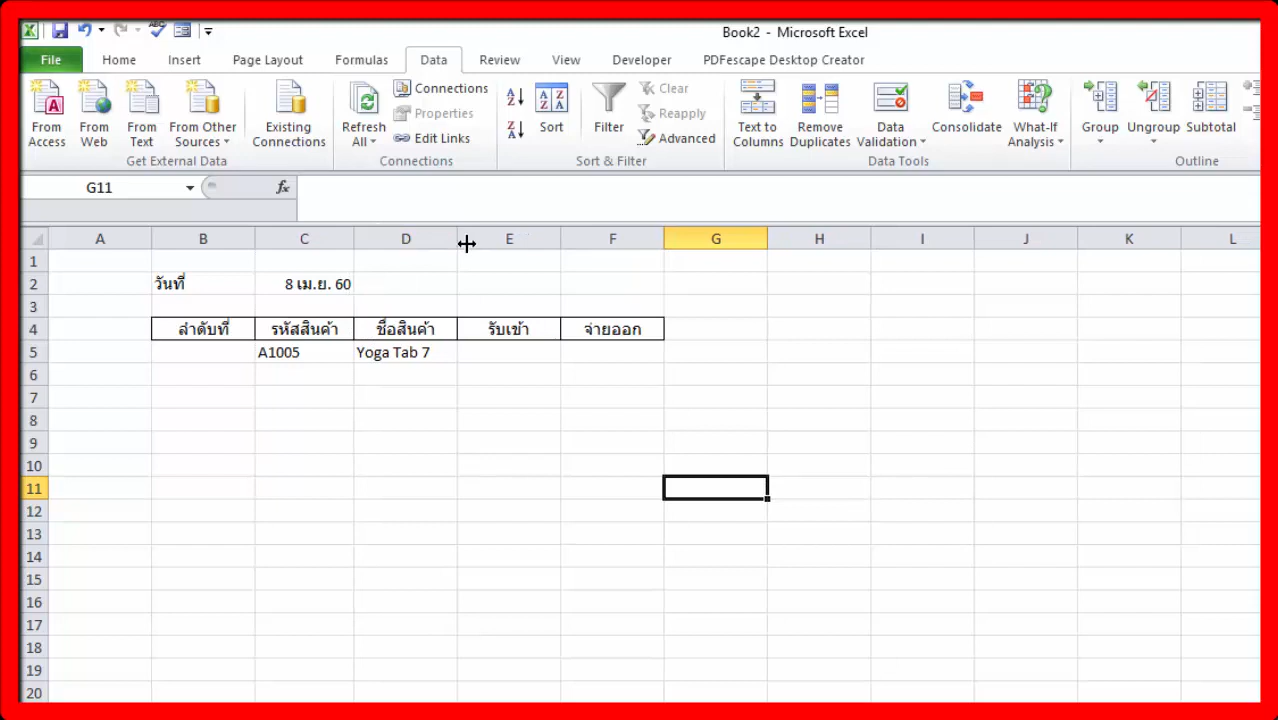 Book2 - Microsoft Excel
File Home Insert Page Layout Formulas Data Review View Developer PDFescape Desktop Creator
From Access
From Web
From Text
From Other Sources
Existing Connections
Refresh All
Connections
Properties
Edit Links
Sort
Filter
Clear
Reapply
Advanced
Text to Columns
Remove Duplicates
Data Validation
Consolidate
What-If Analysis
Group
Ungroup
Subtotal
Get External Data Connections Sort & Filter Data Tools Outline
G11 fx
A B C D E F G H I J K L
1
2 วันที่ 8 เม.ย. 60
3
4 ลำดับที่ รหัสสินค้า ชื่อสินค้า รับเข้า จ่ายออก
5 A1005 Yoga Tab 7
6
7
8
9
10
11
12
13
14
15
16
17
18
19
20